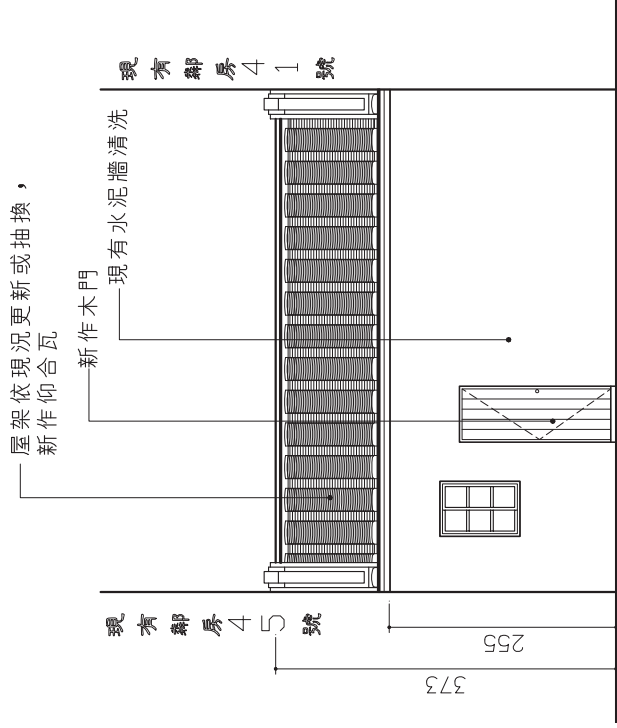 屋架依現況更新或抽換，
新作仰合瓦
新作木門
現有水泥牆清洗
現有鄰房45號
現有鄰房41號
373
255